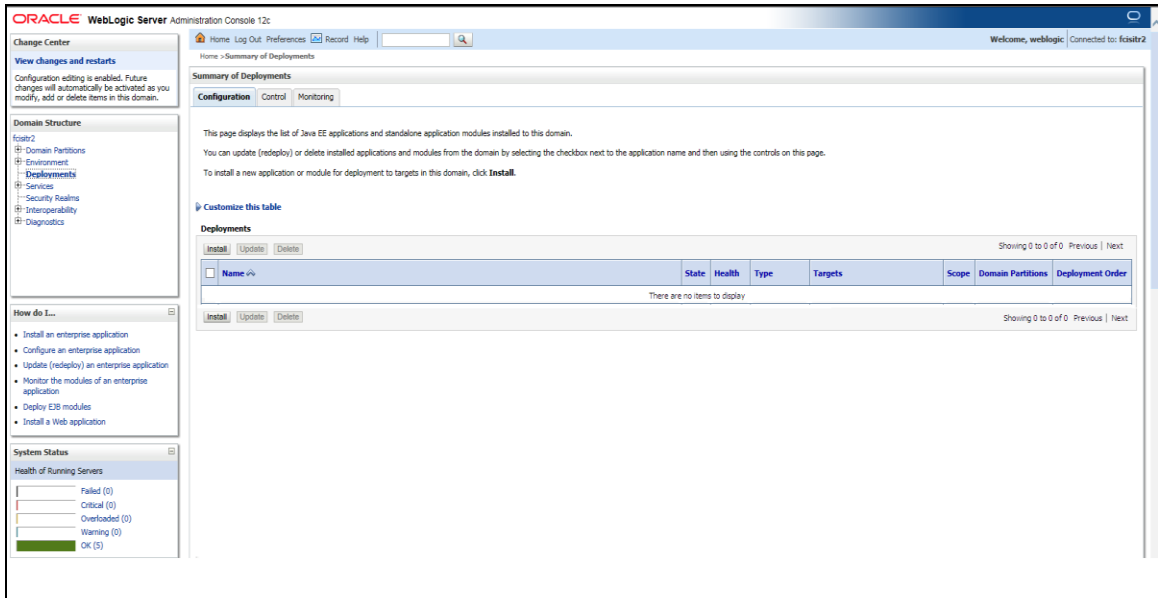 ORACLE WebLogic Server Administration Console 12c
Change Center
View changes and restarts
Configuration editing is enabled. Future
changes will automatically be activated as you
modify, add or delete items in this domain.
Domain Structure
fcisitr2
Domain Partitions
Environment
Deployments
Services
Security Realms
Interoperability
Diagnostics
How do I...
Install an enterprise application
Configure an enterprise application
Update (redeploy) an enterprise application
Monitor the modules of an enterprise
application
Deploy EJB modules
Install a Web application
System Status
Health of Running Servers
Failed (0)
Critical (0)
Overloaded (0)
Warning (0)
OK (5)
Home Log Out Preferences Record Help
Welcome, weblogic Connected to: fcisitr2
Home >Summary of Deployments
Summary of Deployments
Configuration Control Monitoring
This page displays the list of Java EE applications and standalone application modules installed to this domain.
You can update (redeploy) or delete installed applications and modules from the domain by selecting the checkbox next to the application name and then using the controls on this page.
To install a new application or module for deployment to targets in this domain, click Install.
Customize this table
Deployments
Install Update Delete Showing 0 to 0 of 0 Previous | Next
Name State Health Type Targets Scope Domain Partitions Deployment Order
There are no items to display
Install Update Delete Showing 0 to 0 of 0 Previous | Next